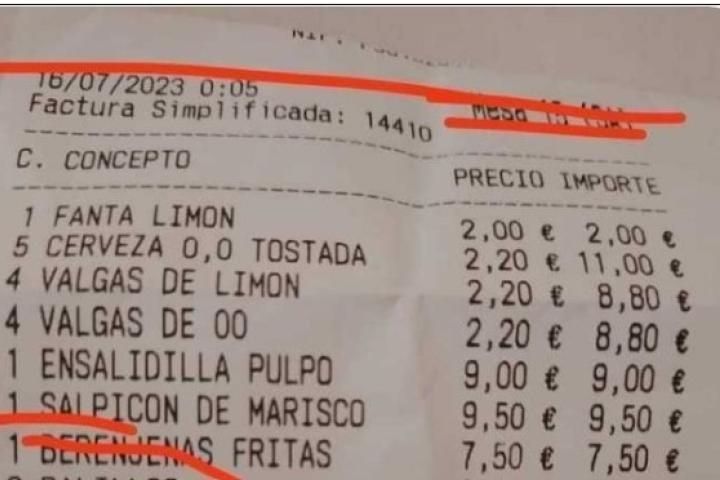 16/07/2023 0:05
Factura Simplificada: 14410
Mesa
C. CONCEPTO PRECIO IMPORTE
1 FANTA LIMON 2,00 € 2,00 €
5 CERVEZA 0,0 TOSTADA 2,20 € 11,00 €
4 VALGAS DE LIMON 2,20 € 8,80 €
4 VALGAS DE OO 2,20 € 8,80 €
1 ENSALIDILLA PULPO 9,00 € 9,00 €
1 SALPICON DE MARISCO 9,50 € 9,50 €
1 BERENJENAS FRITAS 7,50 € 7,50 €